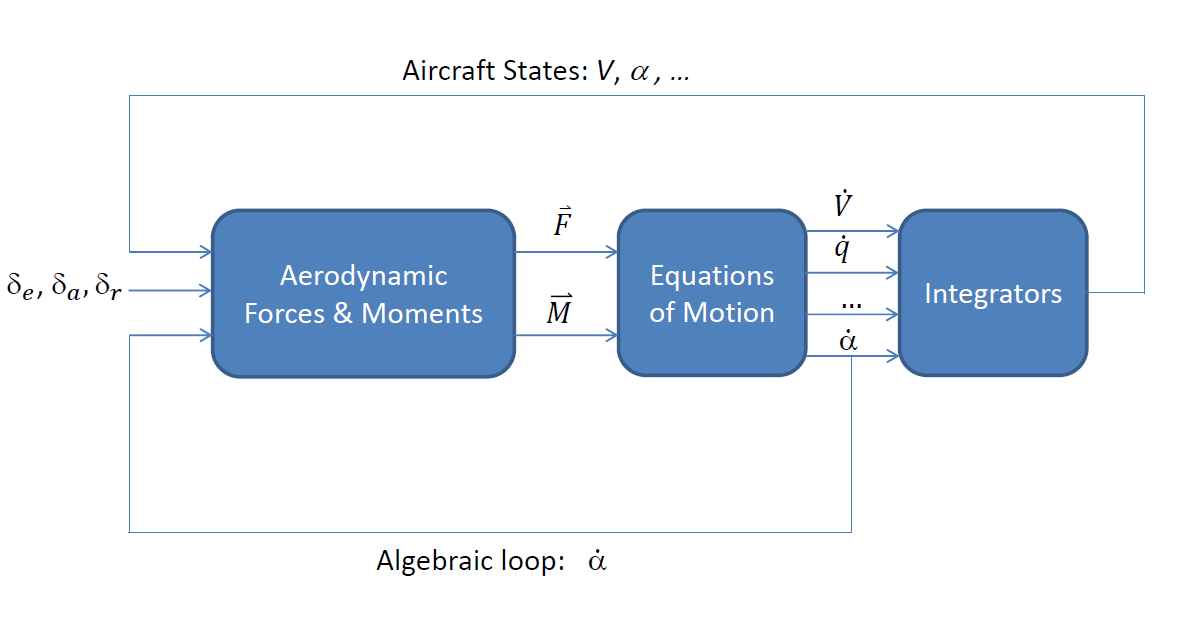 Aircraft States: V, α, ...
δₑ, δₐ, δᵣ
Aerodynamic
Forces & Moments
F⃗
M⃗
Equations
of Motion
V̇
q̇
...
α̇
Integrators
Algebraic loop: α̇